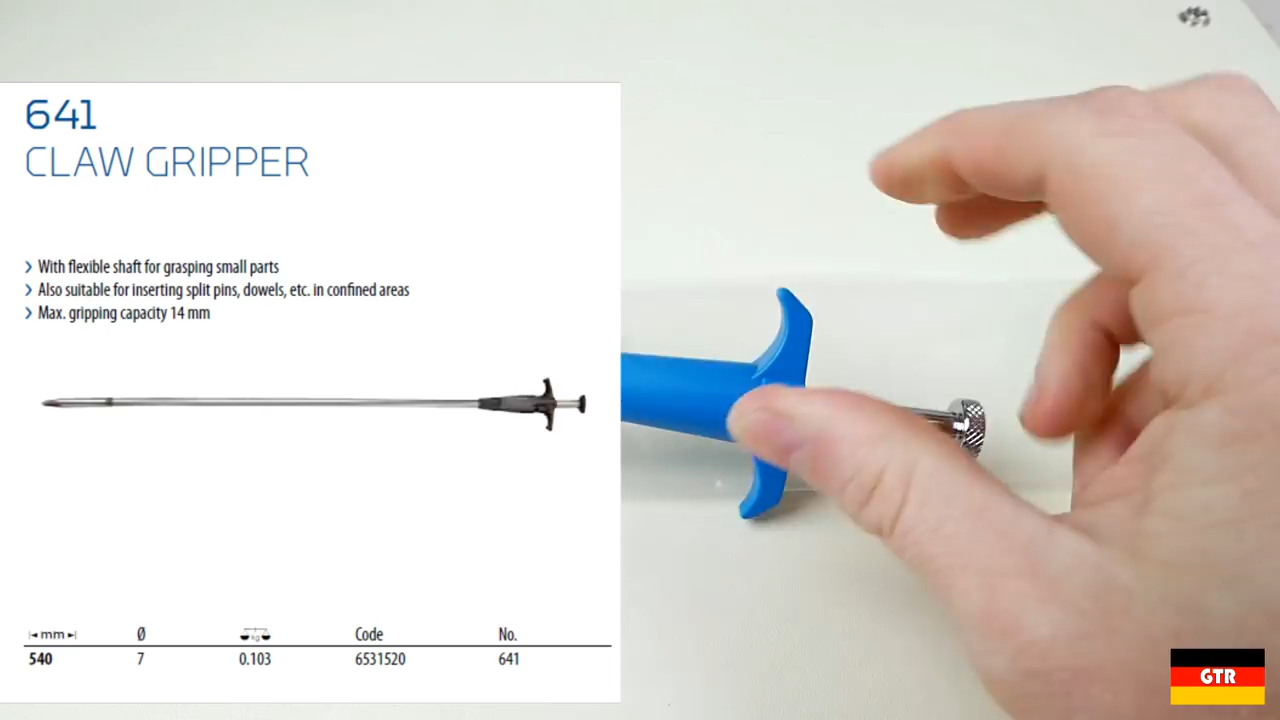 641
CLAW GRIPPER
› With flexible shaft for grasping small parts
› Also suitable for inserting split pins, dowels, etc. in confined areas
› Max. gripping capacity 14 mm
mm Ø kg Code No.
540 7 0.103 6531520 641
GTR